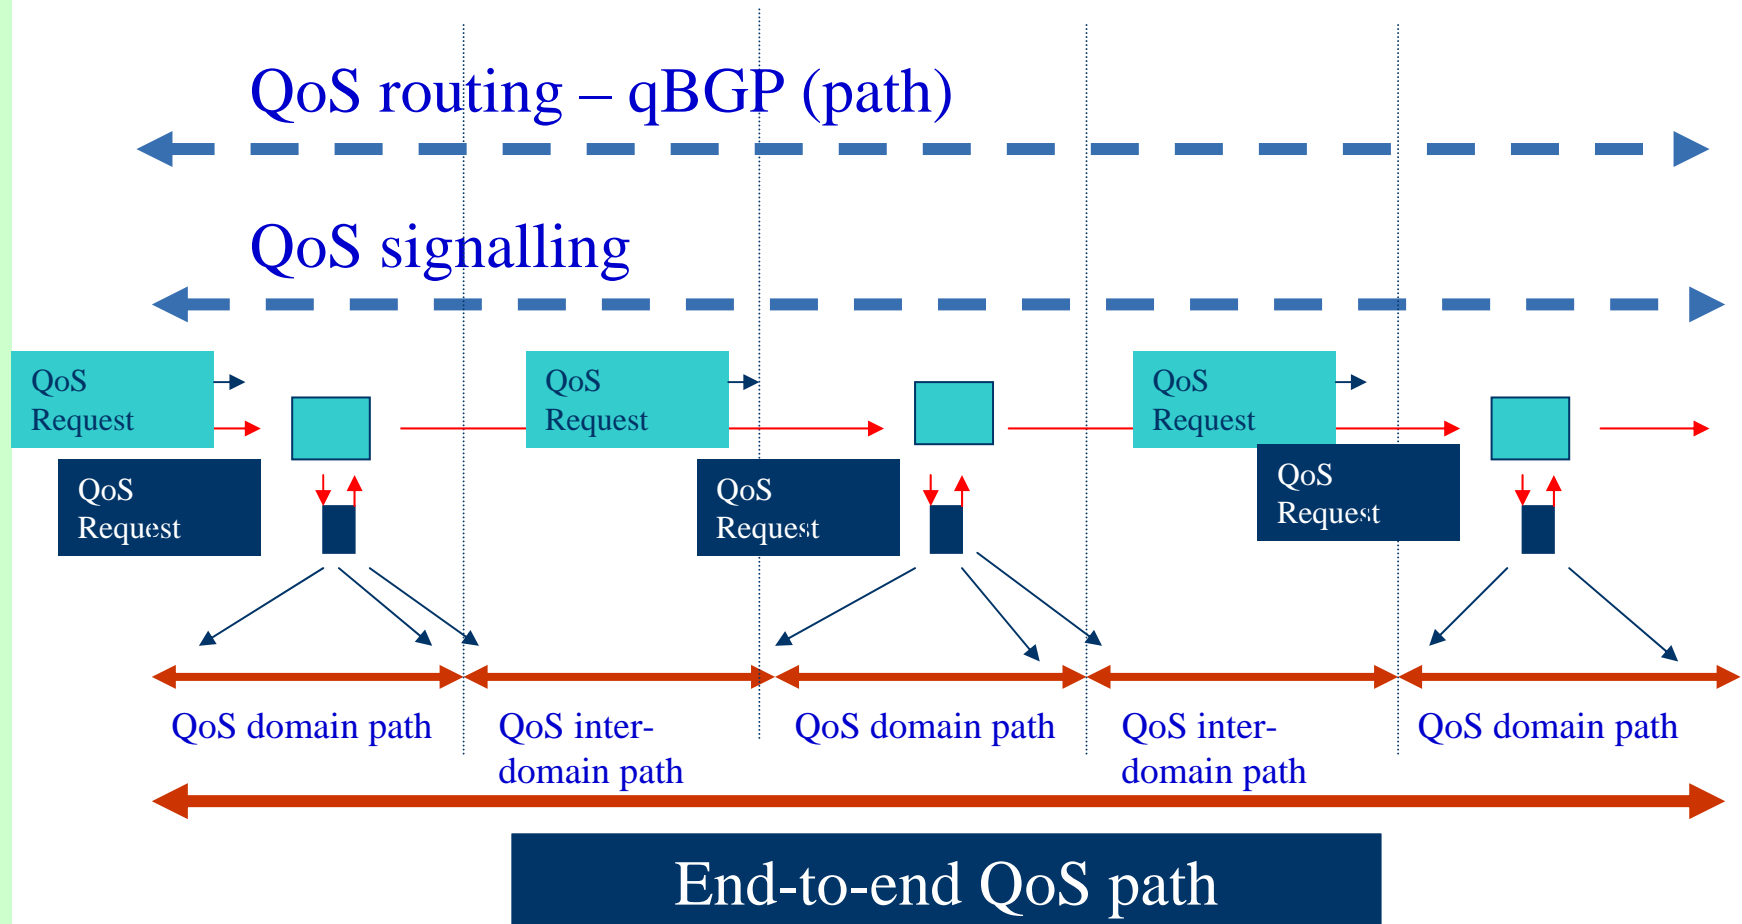 QoS routing – qBGP (path)
QoS signalling
QoS
Request
QoS
Request
QoS
Request
QoS
Request
QoS
Request
QoS
Request
QoS domain path
QoS inter-
domain path
QoS domain path
QoS inter-
domain path
QoS domain path
End-to-end QoS path